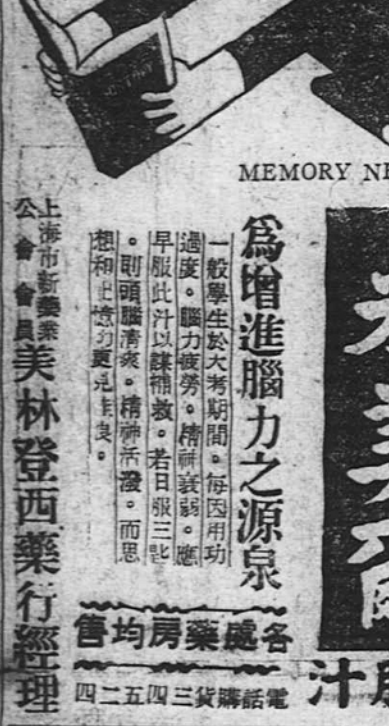 MEMORY
爲增進腦力之源泉
一般學生於大考期間。每因用功
過度。腦力疲勞。精神衰弱。應
早服此汁以謀補救。若日服三匙
。則頭腦清爽。精神活潑。而思
想和記憶力更見佳良。
各處藥房均售
電話購貨三四五二四
上海市新藥業
公會會員
美林登西藥行經理
汁